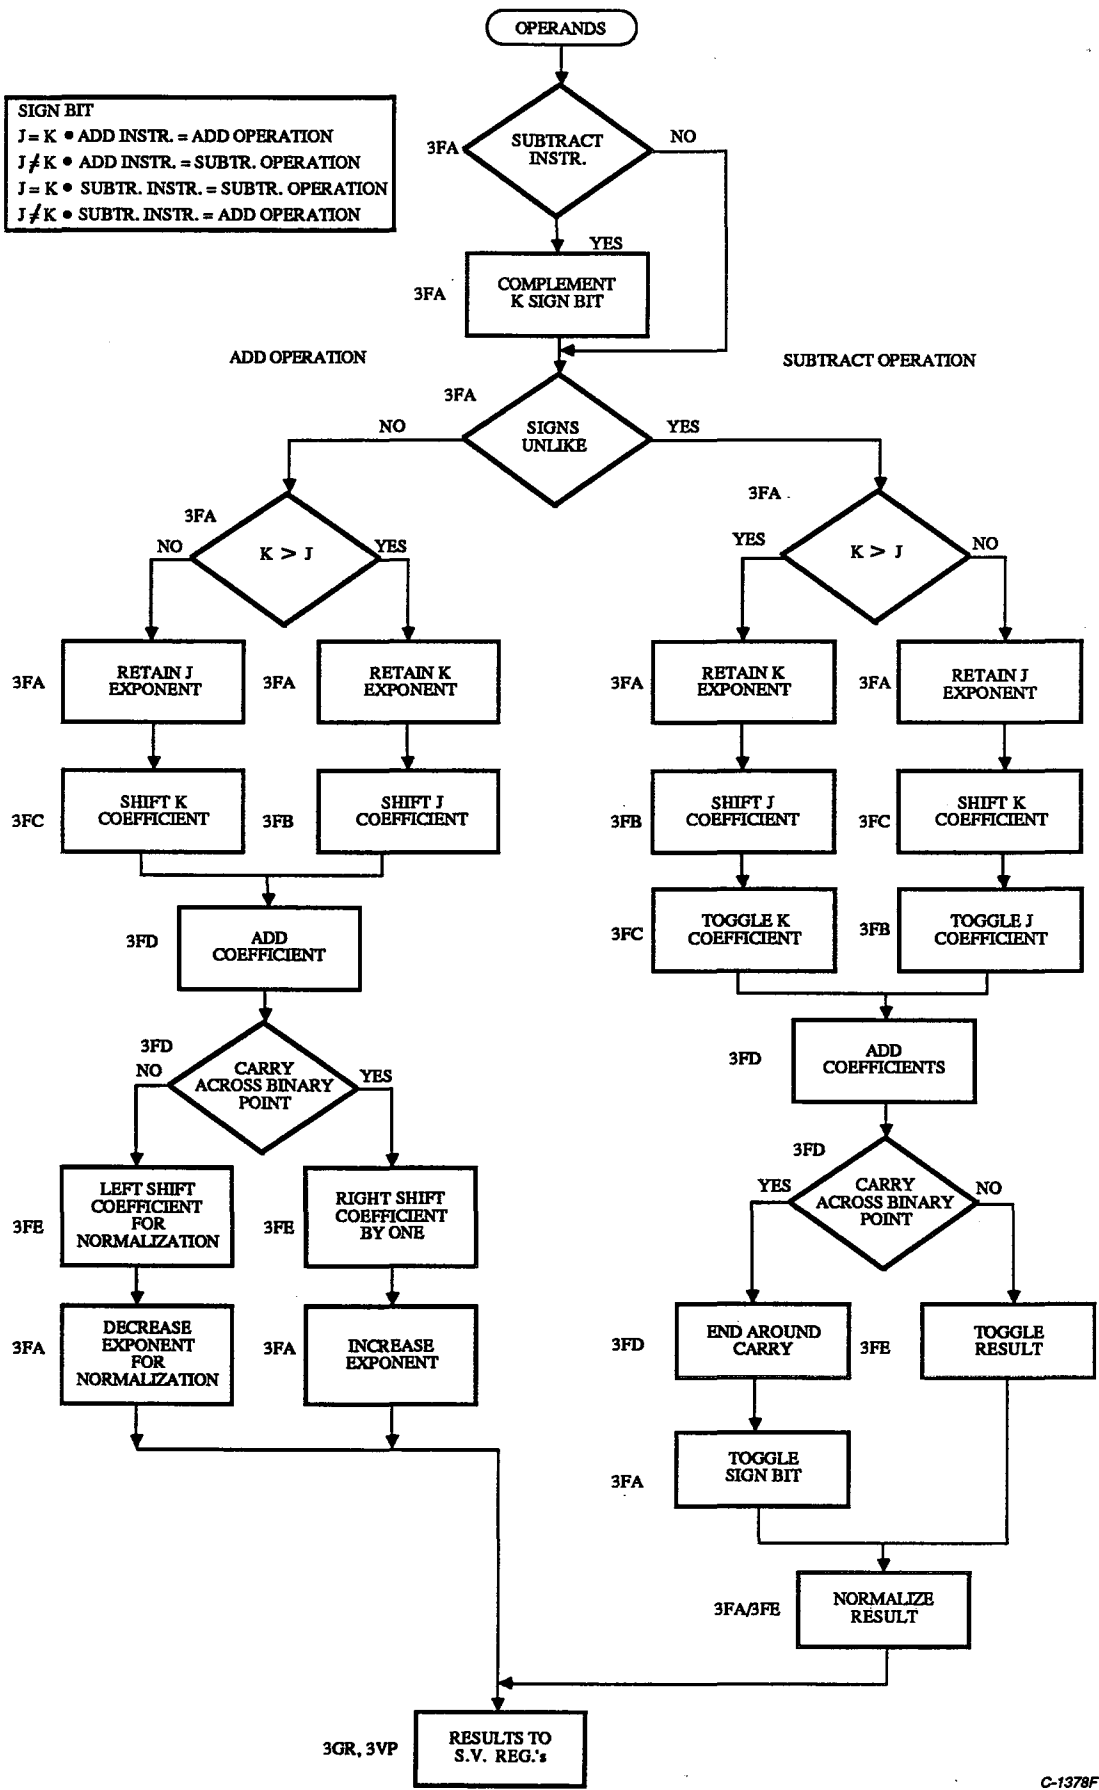 OPERANDS
SIGN BIT
J = K • ADD INSTR. = ADD OPERATION
J ≠ K • ADD INSTR. = SUBTR. OPERATION
J = K • SUBTR. INSTR. = SUBTR. OPERATION
J ≠ K • SUBTR. INSTR. = ADD OPERATION
3FA
SUBTRACT
INSTR.
NO
YES
3FA
COMPLEMENT
K SIGN BIT
ADD OPERATION
SUBTRACT OPERATION
3FA
NO
SIGNS
UNLIKE
YES
3FA
NO
K > J
YES
3FA
YES
K > J
NO
3FA
RETAIN J
EXPONENT
3FA
RETAIN K
EXPONENT
3FA
RETAIN K
EXPONENT
3FA
RETAIN J
EXPONENT
3FC
SHIFT K
COEFFICIENT
3FB
SHIFT J
COEFFICIENT
3FB
SHIFT J
COEFFICIENT
3FC
SHIFT K
COEFFICIENT
3FD
ADD
COEFFICIENT
3FC
TOGGLE K
COEFFICIENT
3FB
TOGGLE J
COEFFICIENT
3FD
NO
CARRY
ACROSS BINARY
POINT
YES
3FD
ADD
COEFFICIENTS
3FD
YES
CARRY
ACROSS BINARY
POINT
NO
3FE
LEFT SHIFT
COEFFICIENT
FOR
NORMALIZATION
3FE
RIGHT SHIFT
COEFFICIENT
BY ONE
3FA
DECREASE
EXPONENT
FOR
NORMALIZATION
3FA
INCREASE
EXPONENT
3FD
END AROUND
CARRY
3FE
TOGGLE
RESULT
3FA
TOGGLE
SIGN BIT
3FA/3FE
NORMALIZE
RESULT
3GR, 3VP
RESULTS TO
S.V. REG.'s
C-1378F